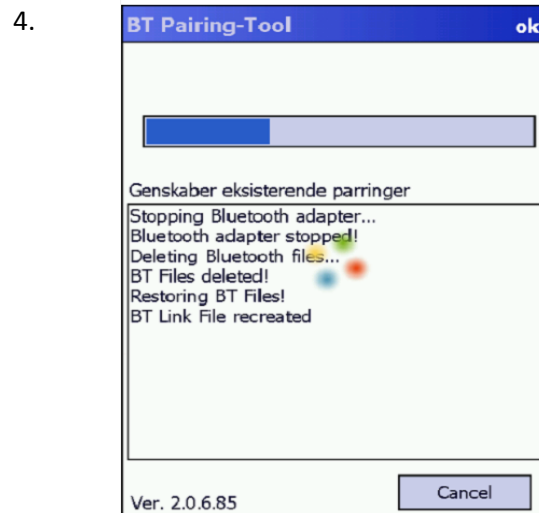 4.
BT Pairing-Tool ok
Genskaber eksisterende parringer
Stopping Bluetooth adapter...
Bluetooth adapter stopped!
Deleting Bluetooth files...
BT Files deleted!
Restoring BT Files!
BT Link File recreated
Ver. 2.0.6.85 Cancel